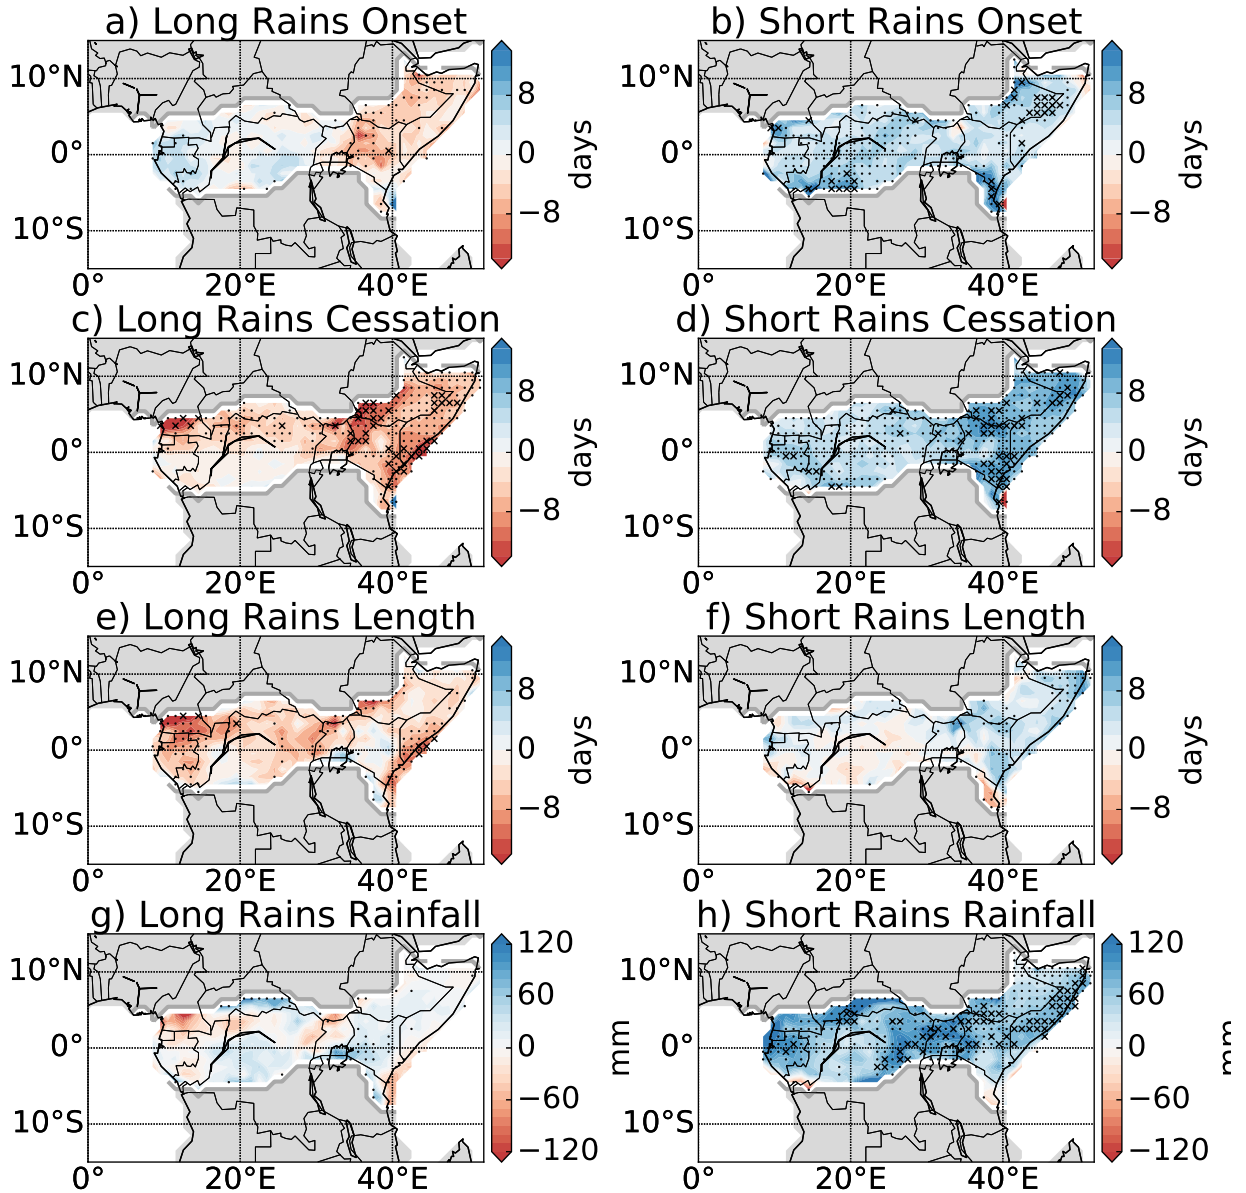 a) Long Rains Onset
b) Short Rains Onset
10°N
0°
10°S
0°
20°E
40°E
8
0
−8
days
10°N
0°
10°S
0°
20°E
40°E
8
0
−8
days
c) Long Rains Cessation
d) Short Rains Cessation
10°N
0°
10°S
0°
20°E
40°E
8
0
−8
days
10°N
0°
10°S
0°
20°E
40°E
8
0
−8
days
e) Long Rains Length
f) Short Rains Length
10°N
0°
10°S
0°
20°E
40°E
8
0
−8
days
10°N
0°
10°S
0°
20°E
40°E
8
0
−8
days
g) Long Rains Rainfall
h) Short Rains Rainfall
10°N
0°
10°S
0°
20°E
40°E
120
60
0
−60
−120
mm
10°N
0°
10°S
0°
20°E
40°E
120
60
0
−60
−120
mm